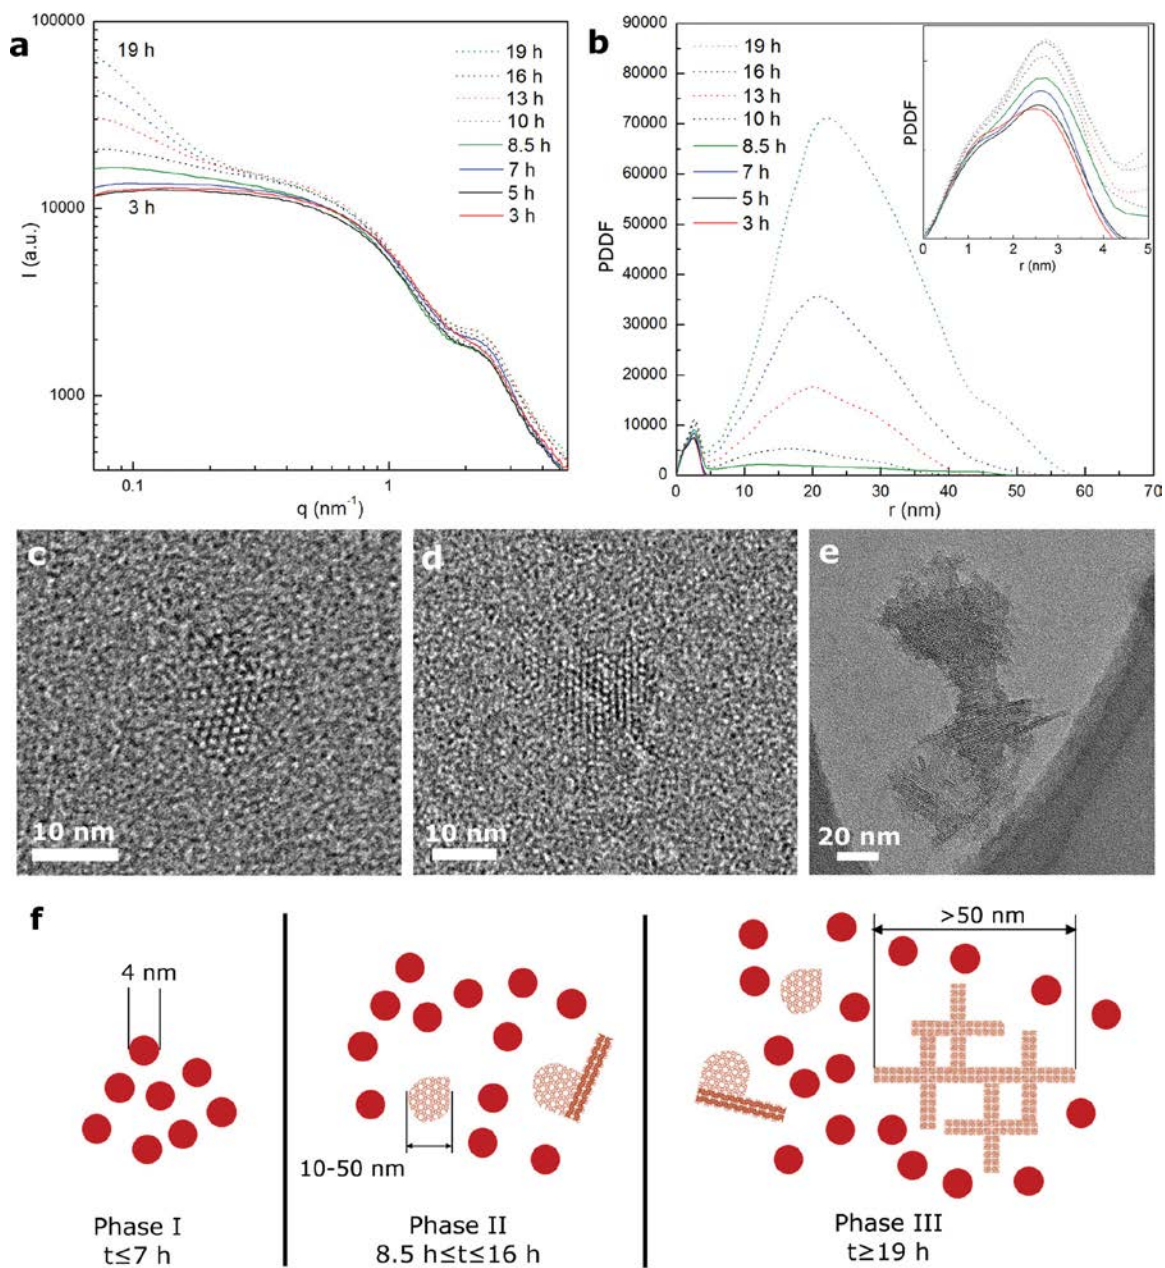 a
100000
10000
1000
I (a.u.)
0.1
1
q (nm⁻¹)
19 h
3 h
19 h
16 h
13 h
10 h
8.5 h
7 h
5 h
3 h
b
90000
80000
70000
60000
50000
40000
30000
20000
10000
0
PDDF
0 10 20 30 40 50 60 70
r (nm)
19 h
16 h
13 h
10 h
8.5 h
7 h
5 h
3 h
PDDF
0 1 2 3 4 5
r (nm)
c
10 nm
d
10 nm
e
20 nm
f
4 nm
Phase I
t≤7 h
10-50 nm
Phase II
8.5 h≤t≤16 h
>50 nm
Phase III
t≥19 h